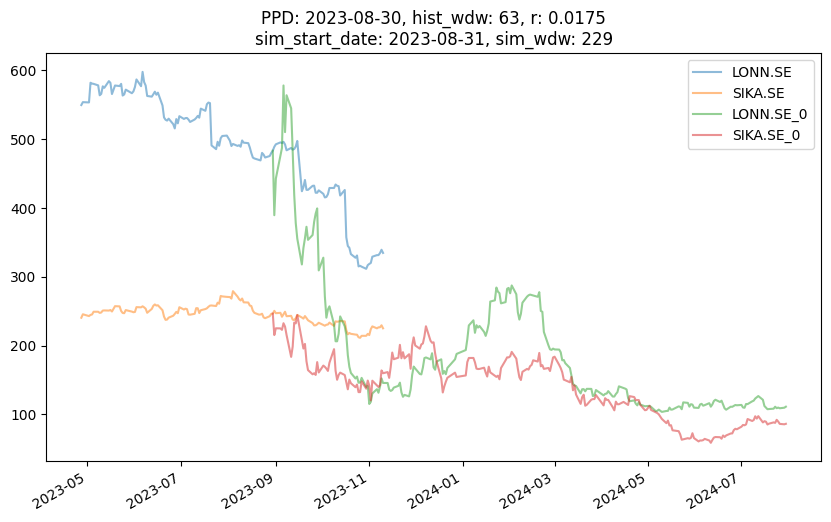 PPD: 2023-08-30, hist_wdw: 63, r: 0.0175
sim_start_date: 2023-08-31, sim_wdw: 229
LONN.SE
SIKA.SE
LONN.SE_0
SIKA.SE_0
600
500
400
300
200
100
2023-05
2023-07
2023-09
2023-11
2024-01
2024-03
2024-05
2024-07